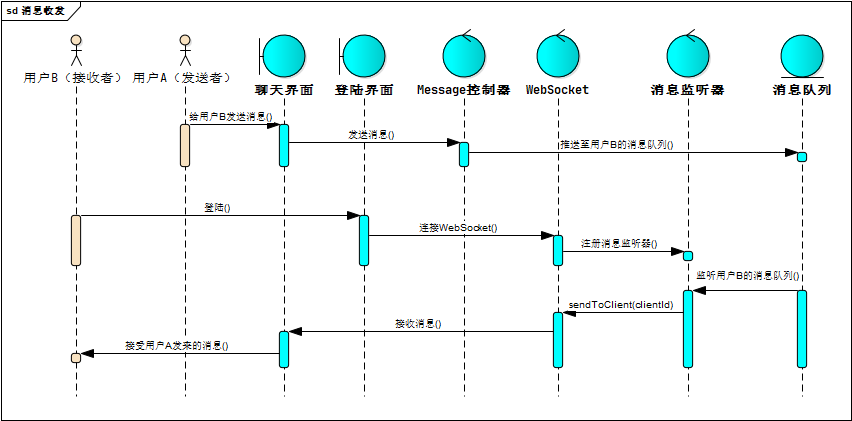 sd 消息收发
用户B（接收者）
用户A（发送者）
聊天界面
登陆界面
Message控制器
WebSocket
消息监听器
消息队列
给用户B发送消息()
发送消息()
推送至用户B的消息队列()
登陆()
连接WebSocket()
注册消息监听器()
监听用户B的消息队列()
sendToClient(clientId)
接收消息()
接受用户A发来的消息()